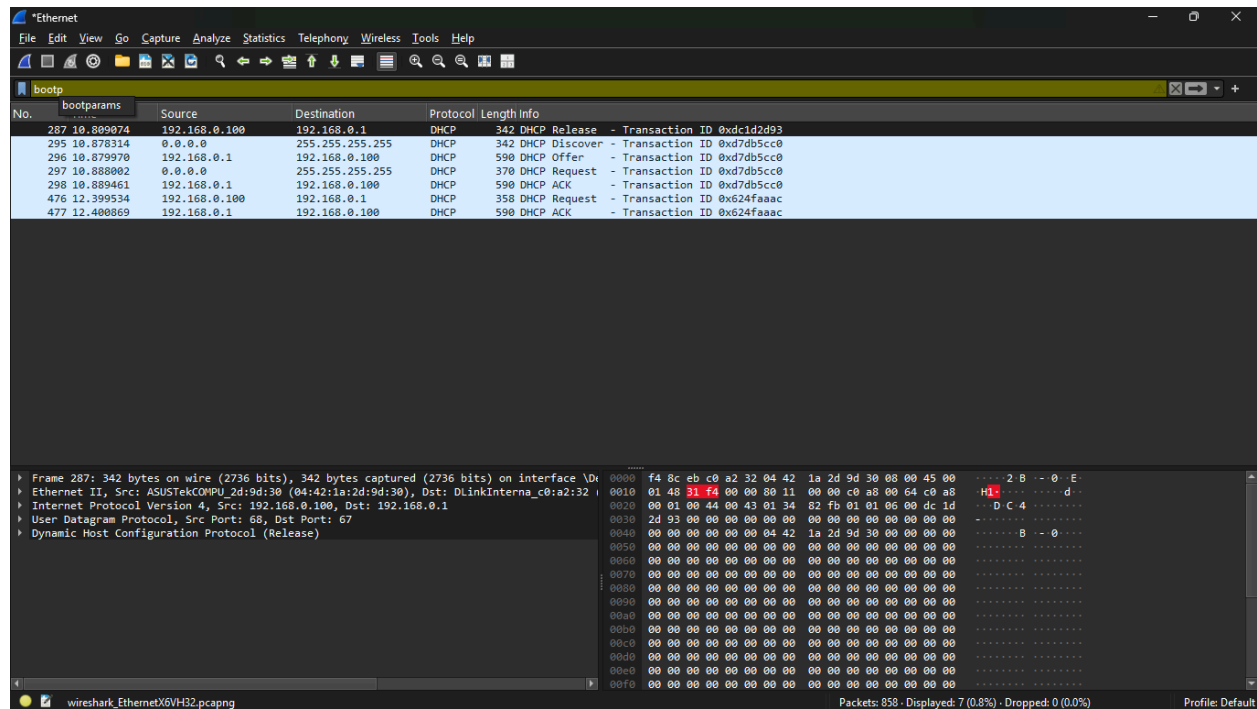 *Ethernet
File Edit View Go Capture Analyze Statistics Telephony Wireless Tools Help
bootp
bootparams
No. Source Destination Protocol Length Info
287 10.809074 192.168.0.100 192.168.0.1 DHCP 342 DHCP Release - Transaction ID 0xdc1d2d93
295 10.878314 0.0.0.0 255.255.255.255 DHCP 342 DHCP Discover - Transaction ID 0xd7db5cc0
296 10.879970 192.168.0.1 192.168.0.100 DHCP 590 DHCP Offer - Transaction ID 0xd7db5cc0
297 10.888002 0.0.0.0 255.255.255.255 DHCP 370 DHCP Request - Transaction ID 0xd7db5cc0
298 10.889461 192.168.0.1 192.168.0.100 DHCP 590 DHCP ACK - Transaction ID 0xd7db5cc0
476 12.399534 192.168.0.100 192.168.0.1 DHCP 358 DHCP Request - Transaction ID 0x624faaac
477 12.400869 192.168.0.1 192.168.0.100 DHCP 590 DHCP ACK - Transaction ID 0x624faaac
Frame 287: 342 bytes on wire (2736 bits), 342 bytes captured (2736 bits) on interface \De
Ethernet II, Src: ASUSTekCOMPU_2d:9d:30 (04:42:1a:2d:9d:30), Dst: DLinkInterna_c0:a2:32 (
Internet Protocol Version 4, Src: 192.168.0.100, Dst: 192.168.0.1
User Datagram Protocol, Src Port: 68, Dst Port: 67
Dynamic Host Configuration Protocol (Release)
0000 f4 8c eb c0 a2 32 04 42 1a 2d 9d 30 08 00 45 00 ·····2·B ·-·0··E·
0010 01 48 31 f4 00 00 80 11 00 00 c0 a8 00 64 c0 a8 ·H1····· ·····d··
0020 00 01 00 44 00 43 01 34 82 fb 01 01 06 00 dc 1d ···D·C·4 ········
0030 2d 93 00 00 00 00 00 00 00 00 00 00 00 00 00 00 -······· ········
0040 00 00 00 00 00 00 04 42 1a 2d 9d 30 00 00 00 00 ·······B ·-·0····
0050 00 00 00 00 00 00 00 00 00 00 00 00 00 00 00 00 ········ ········
0060 00 00 00 00 00 00 00 00 00 00 00 00 00 00 00 00 ········ ········
0070 00 00 00 00 00 00 00 00 00 00 00 00 00 00 00 00 ········ ········
0080 00 00 00 00 00 00 00 00 00 00 00 00 00 00 00 00 ········ ········
0090 00 00 00 00 00 00 00 00 00 00 00 00 00 00 00 00 ········ ········
00a0 00 00 00 00 00 00 00 00 00 00 00 00 00 00 00 00 ········ ········
00b0 00 00 00 00 00 00 00 00 00 00 00 00 00 00 00 00 ········ ········
00c0 00 00 00 00 00 00 00 00 00 00 00 00 00 00 00 00 ········ ········
00d0 00 00 00 00 00 00 00 00 00 00 00 00 00 00 00 00 ········ ········
00e0 00 00 00 00 00 00 00 00 00 00 00 00 00 00 00 00 ········ ········
00f0 00 00 00 00 00 00 00 00 00 00 00 00 00 00 00 00 ········ ········
wireshark_EthernetX6VH32.pcapng Packets: 858 · Displayed: 7 (0.8%) · Dropped: 0 (0.0%) Profile: Default